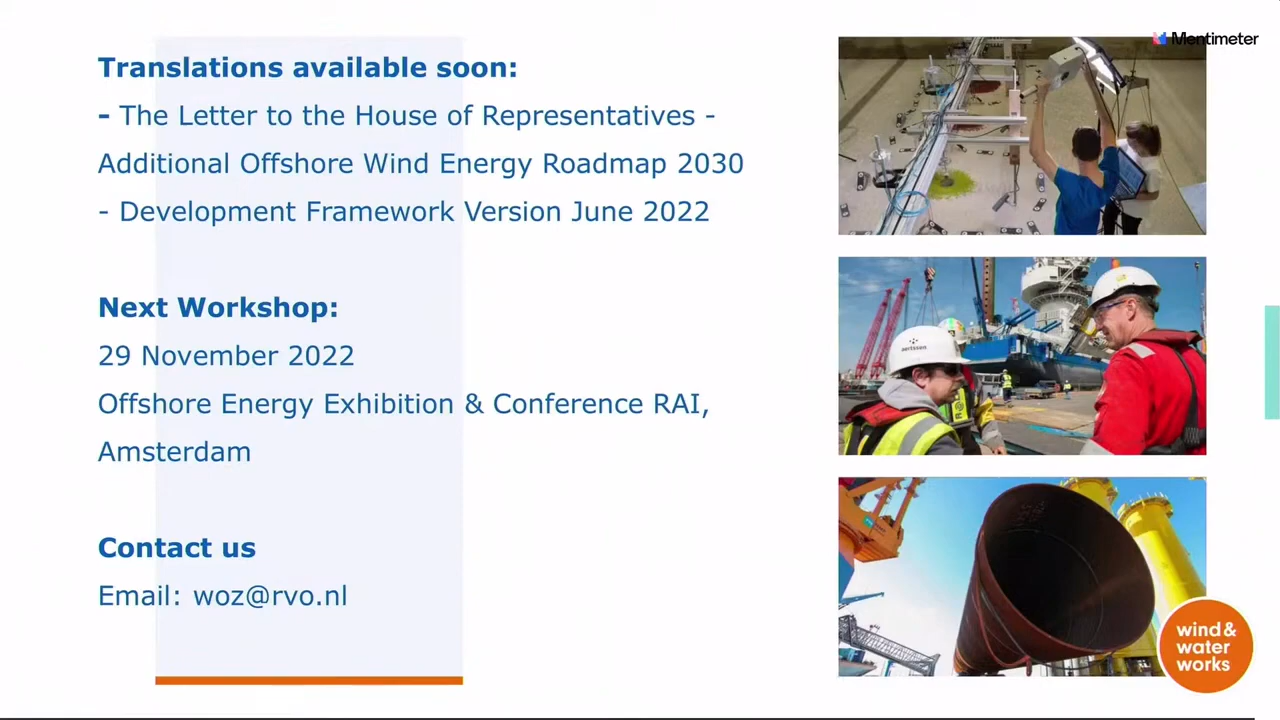 Mentimeter
Translations available soon:
- The Letter to the House of Representatives -
Additional Offshore Wind Energy Roadmap 2030
- Development Framework Version June 2022
Next Workshop:
29 November 2022
Offshore Energy Exhibition & Conference RAI,
Amsterdam
Contact us
Email: woz@rvo.nl
wind &
water
works